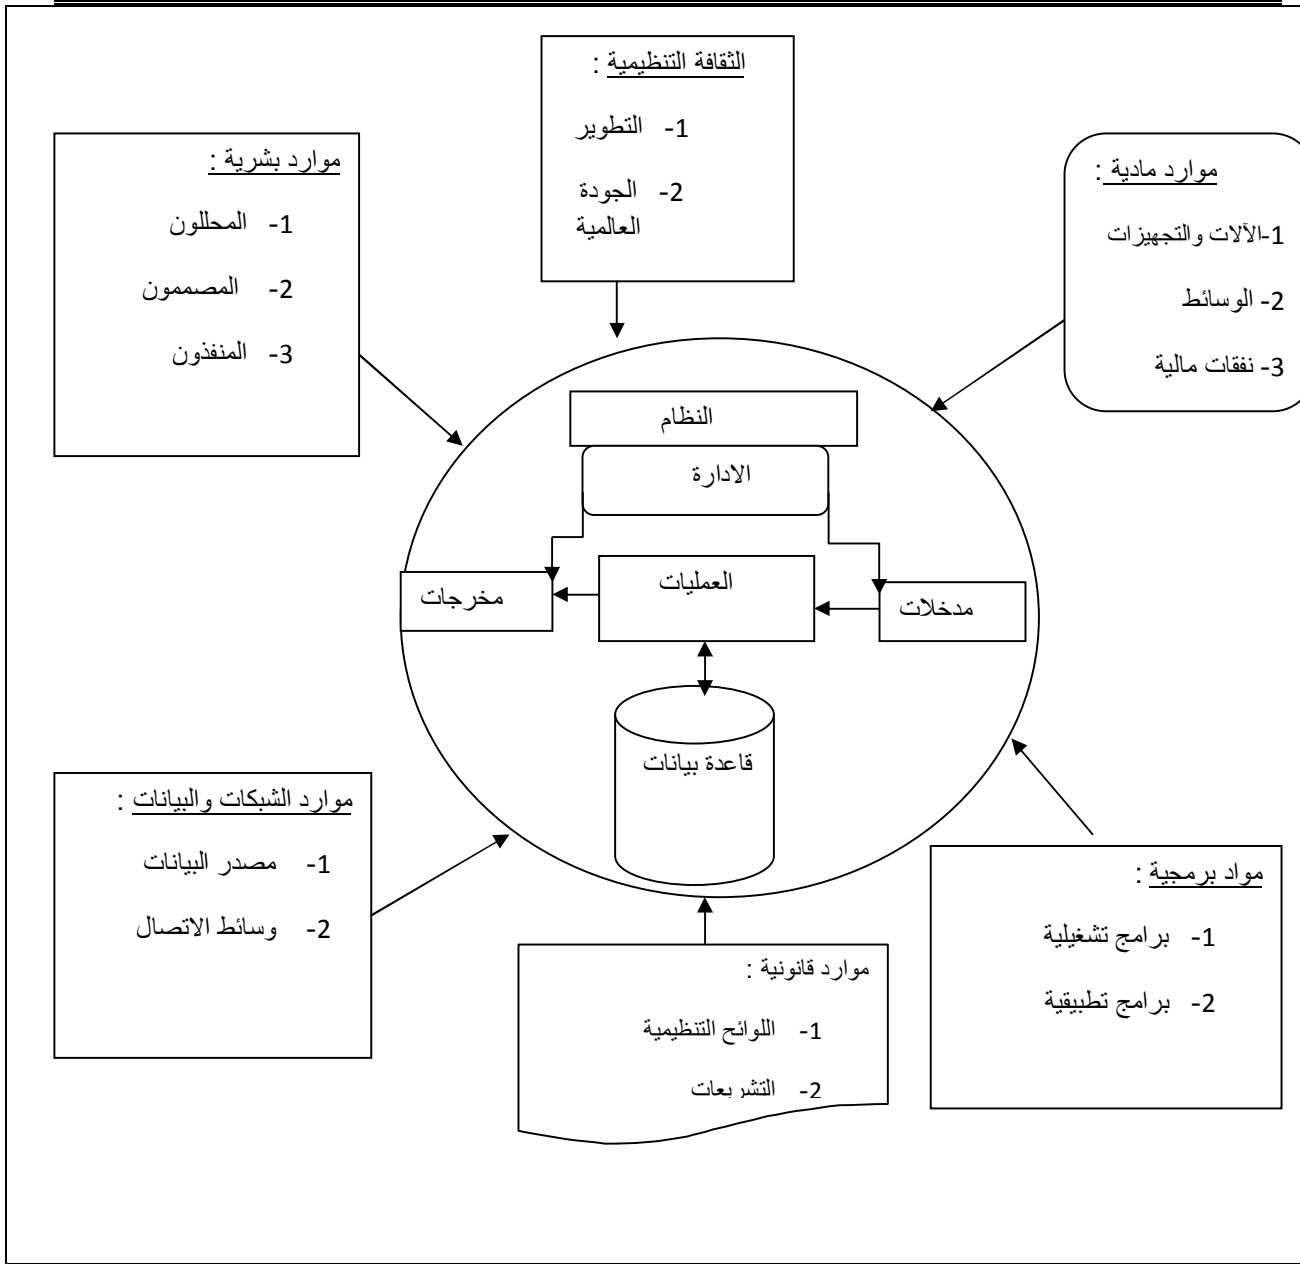 الثقافة التنظيمية :
1- التطوير
2- الجودة
العالمية
موارد مادية :
1-الآلات والتجهيزات
2- الوسائط
3- نفقات مالية
موارد بشرية :
1- المحللون
2- المصممون
3- المنفذون
النظام
الادارة
مدخلات
العمليات
مخرجات
قاعدة بيانات
مواد برمجية :
1- برامج تشغيلية
2- برامج تطبيقية
موارد الشبكات والبيانات :
1- مصدر البيانات
2- وسائط الاتصال
موارد قانونية :
1- اللوائح التنظيمية
2- التشريعات